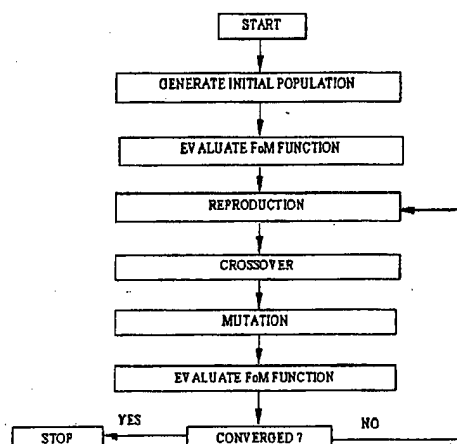 START
GENERATE INITIAL POPULATION
EVALUATE FoM FUNCTION
REPRODUCTION
CROSSOVER
MUTATION
EVALUATE FoM FUNCTION
YES
NO
STOP
CONVERGED ?